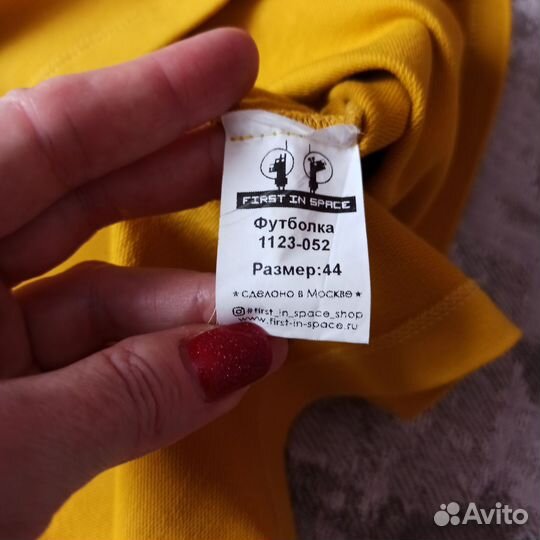 FIRST IN SPACE
Футболка
1123-052
Размер:44
★ сделано в Москве ★
#first_in_space_shop
www.first-in-space.ru
Avito